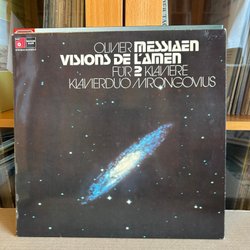 OLIVIER MESSIAEN
VISIONS DE L'AMEN
FÜR 2 KLAVIERE
KLAVIERDUO MRONGOVIUS